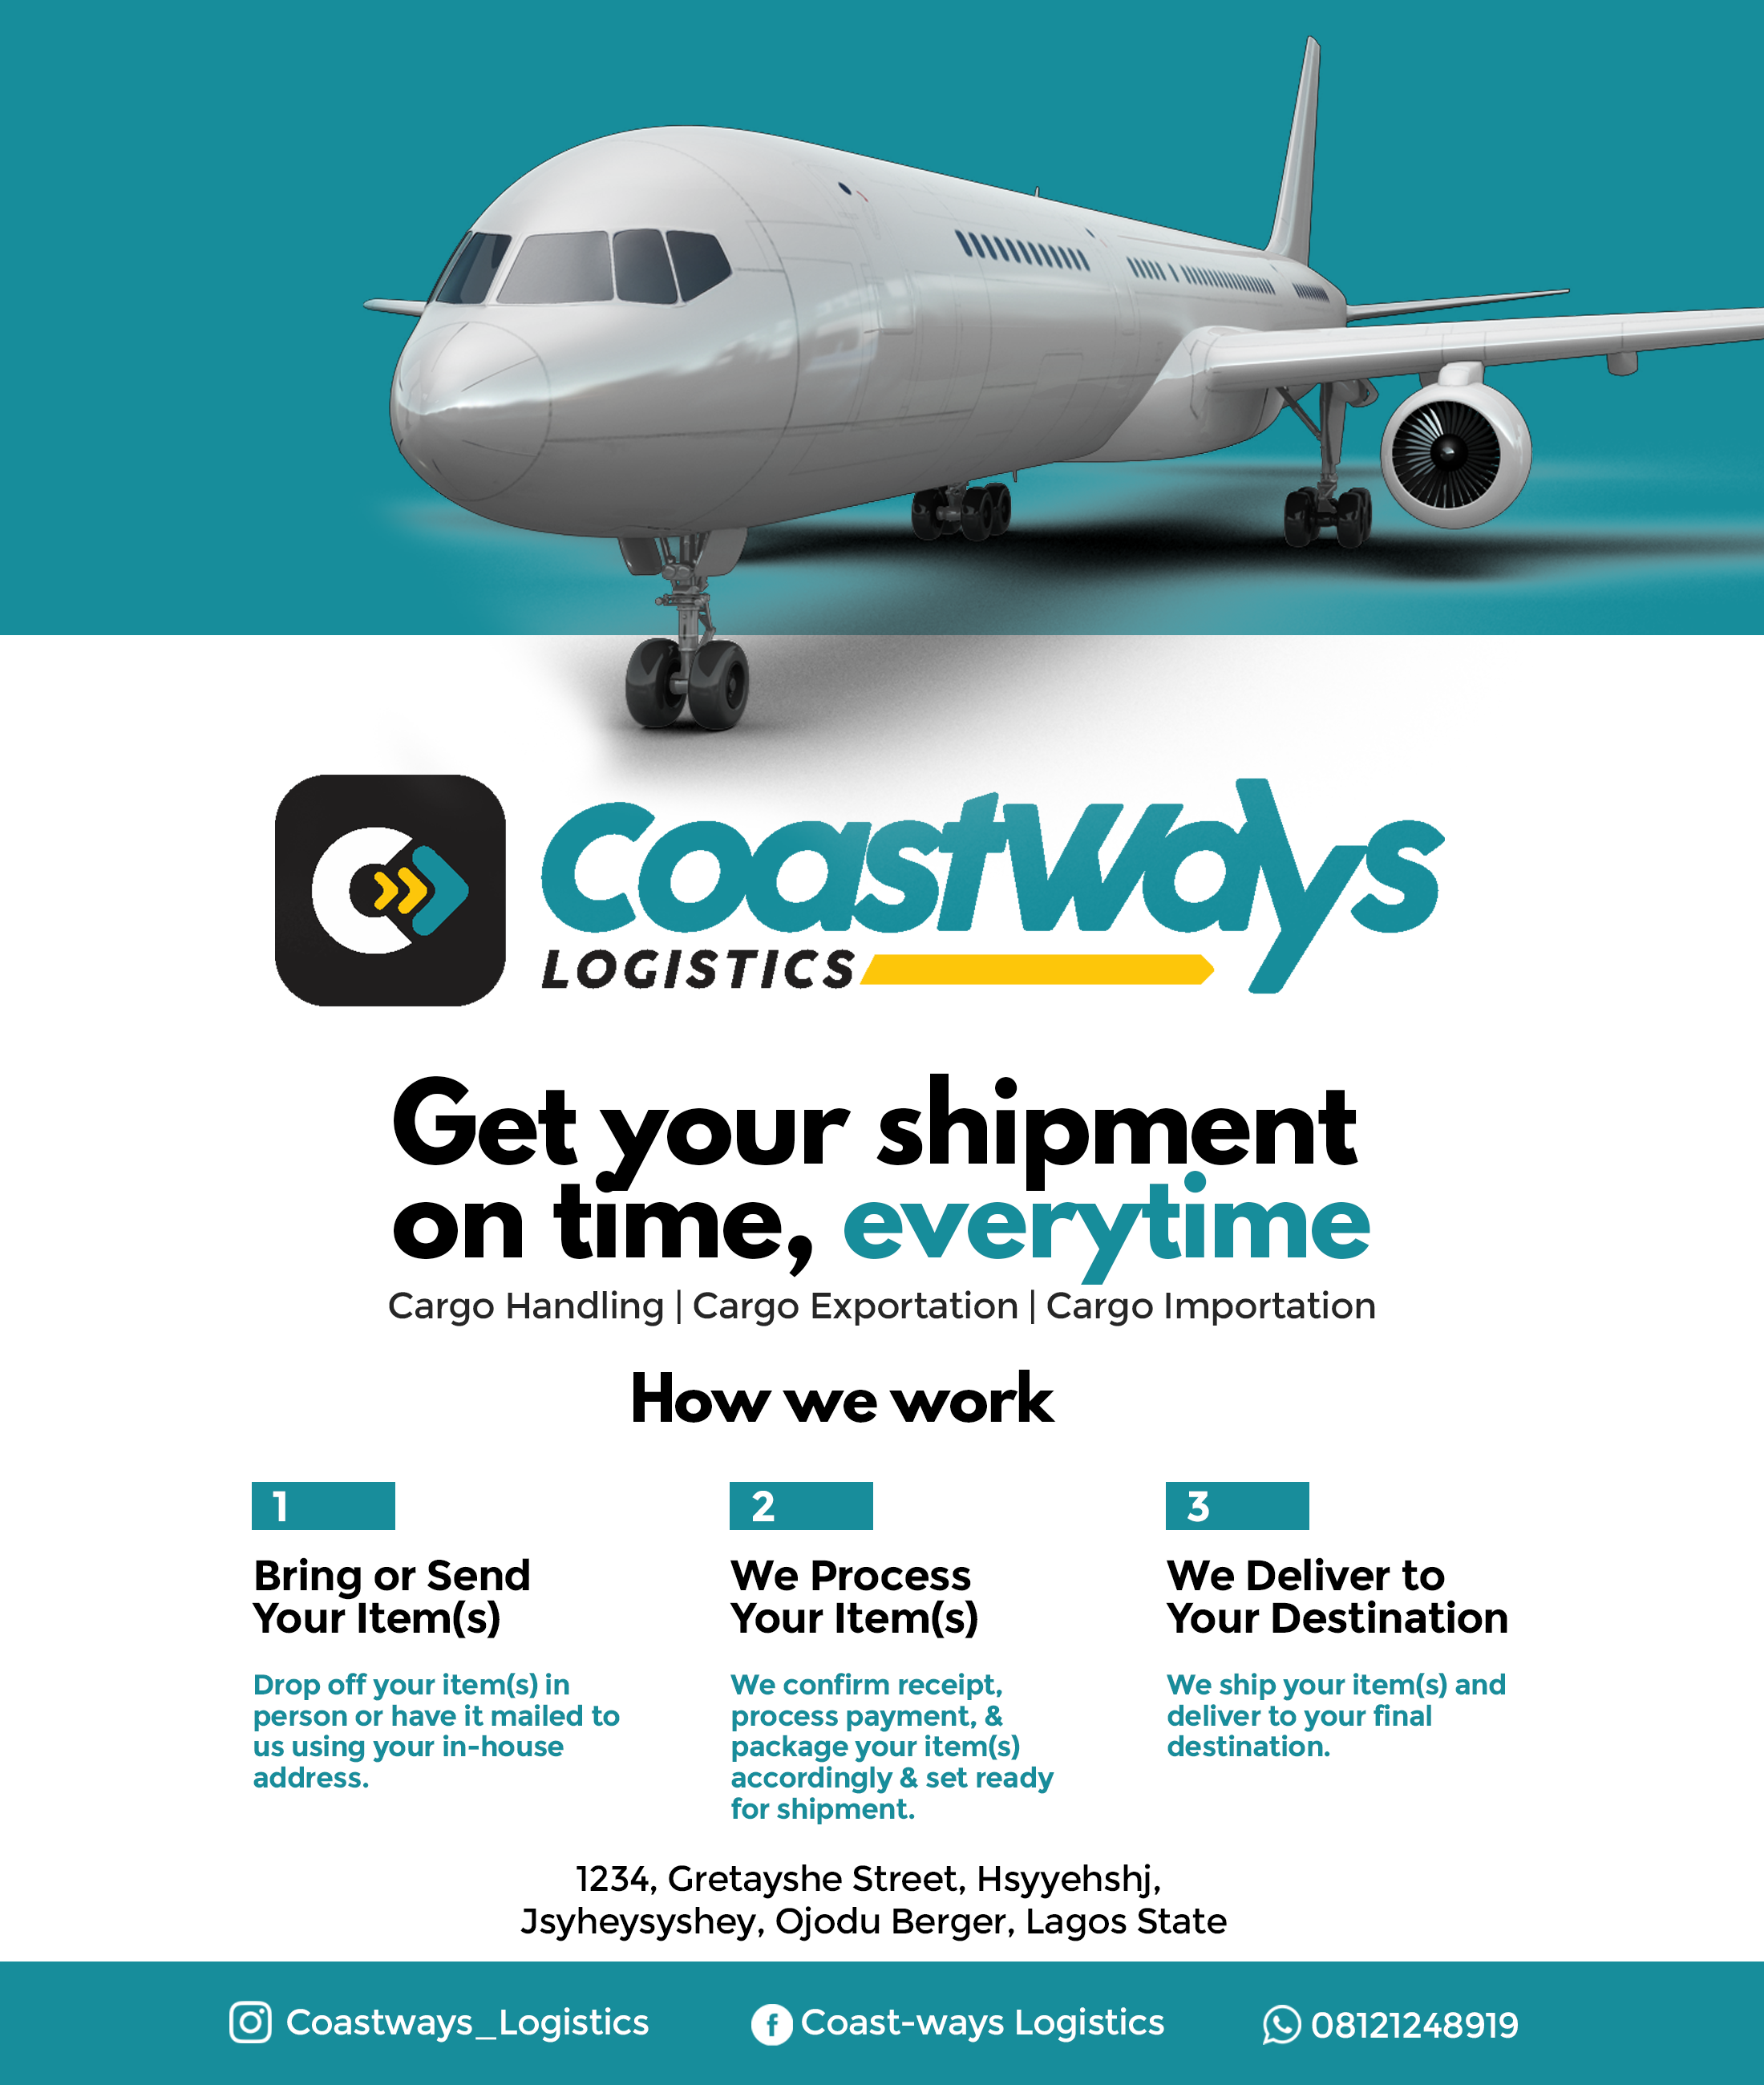 Coastways
LOGISTICS
Get your shipment
on time, everytime
Cargo Handling | Cargo Exportation | Cargo Importation
How we work
1
Bring or Send
Your Item(s)
Drop off your item(s) in
person or have it mailed to
us using your in-house
address.
2
We Process
Your Item(s)
We confirm receipt,
process payment, &
package your item(s)
accordingly & set ready
for shipment.
3
We Deliver to
Your Destination
We ship your item(s) and
deliver to your final
destination.
1234, Gretayshe Street, Hsyyehshj,
Jsyheysyshey, Ojodu Berger, Lagos State
Coastways_Logistics
Coast-ways Logistics
08121248919